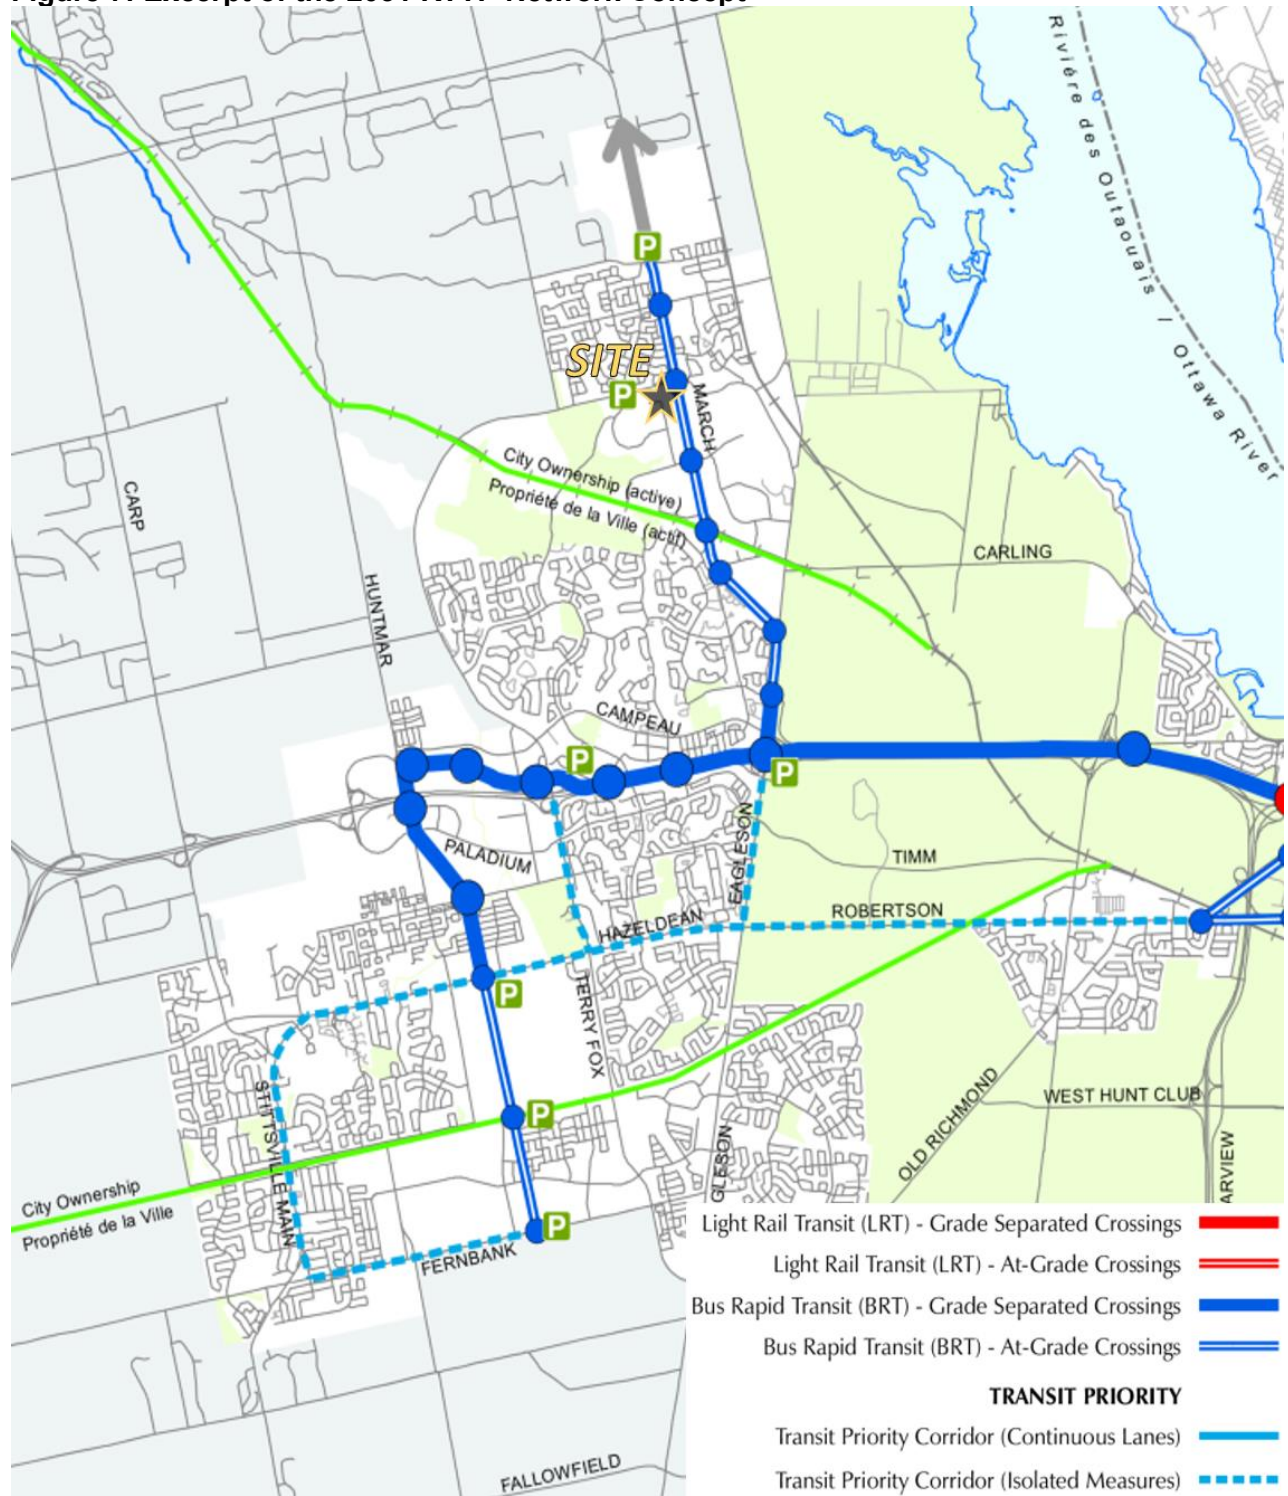 Rivière des Outaouais / Ottawa River
P
SITE
P
MARCH
City Ownership (active)
Propriété de la Ville (actif)
CARP
CARLING
HUNTMAR
CAMPEAU
P
P
PALADIUM
EAGLESON
TIMM
HAZELDEAN
ROBERTSON
P
TERRY FOX
STITTSVILLE MAIN
P
OLD RICHMOND
WEST HUNT CLUB
GLESON
ARVIEW
City Ownership
Propriété de la Ville
P
FERNBANK
FALLOWFIELD
Light Rail Transit (LRT) - Grade Separated Crossings
Light Rail Transit (LRT) - At-Grade Crossings
Bus Rapid Transit (BRT) - Grade Separated Crossings
Bus Rapid Transit (BRT) - At-Grade Crossings
TRANSIT PRIORITY
Transit Priority Corridor (Continuous Lanes)
Transit Priority Corridor (Isolated Measures)